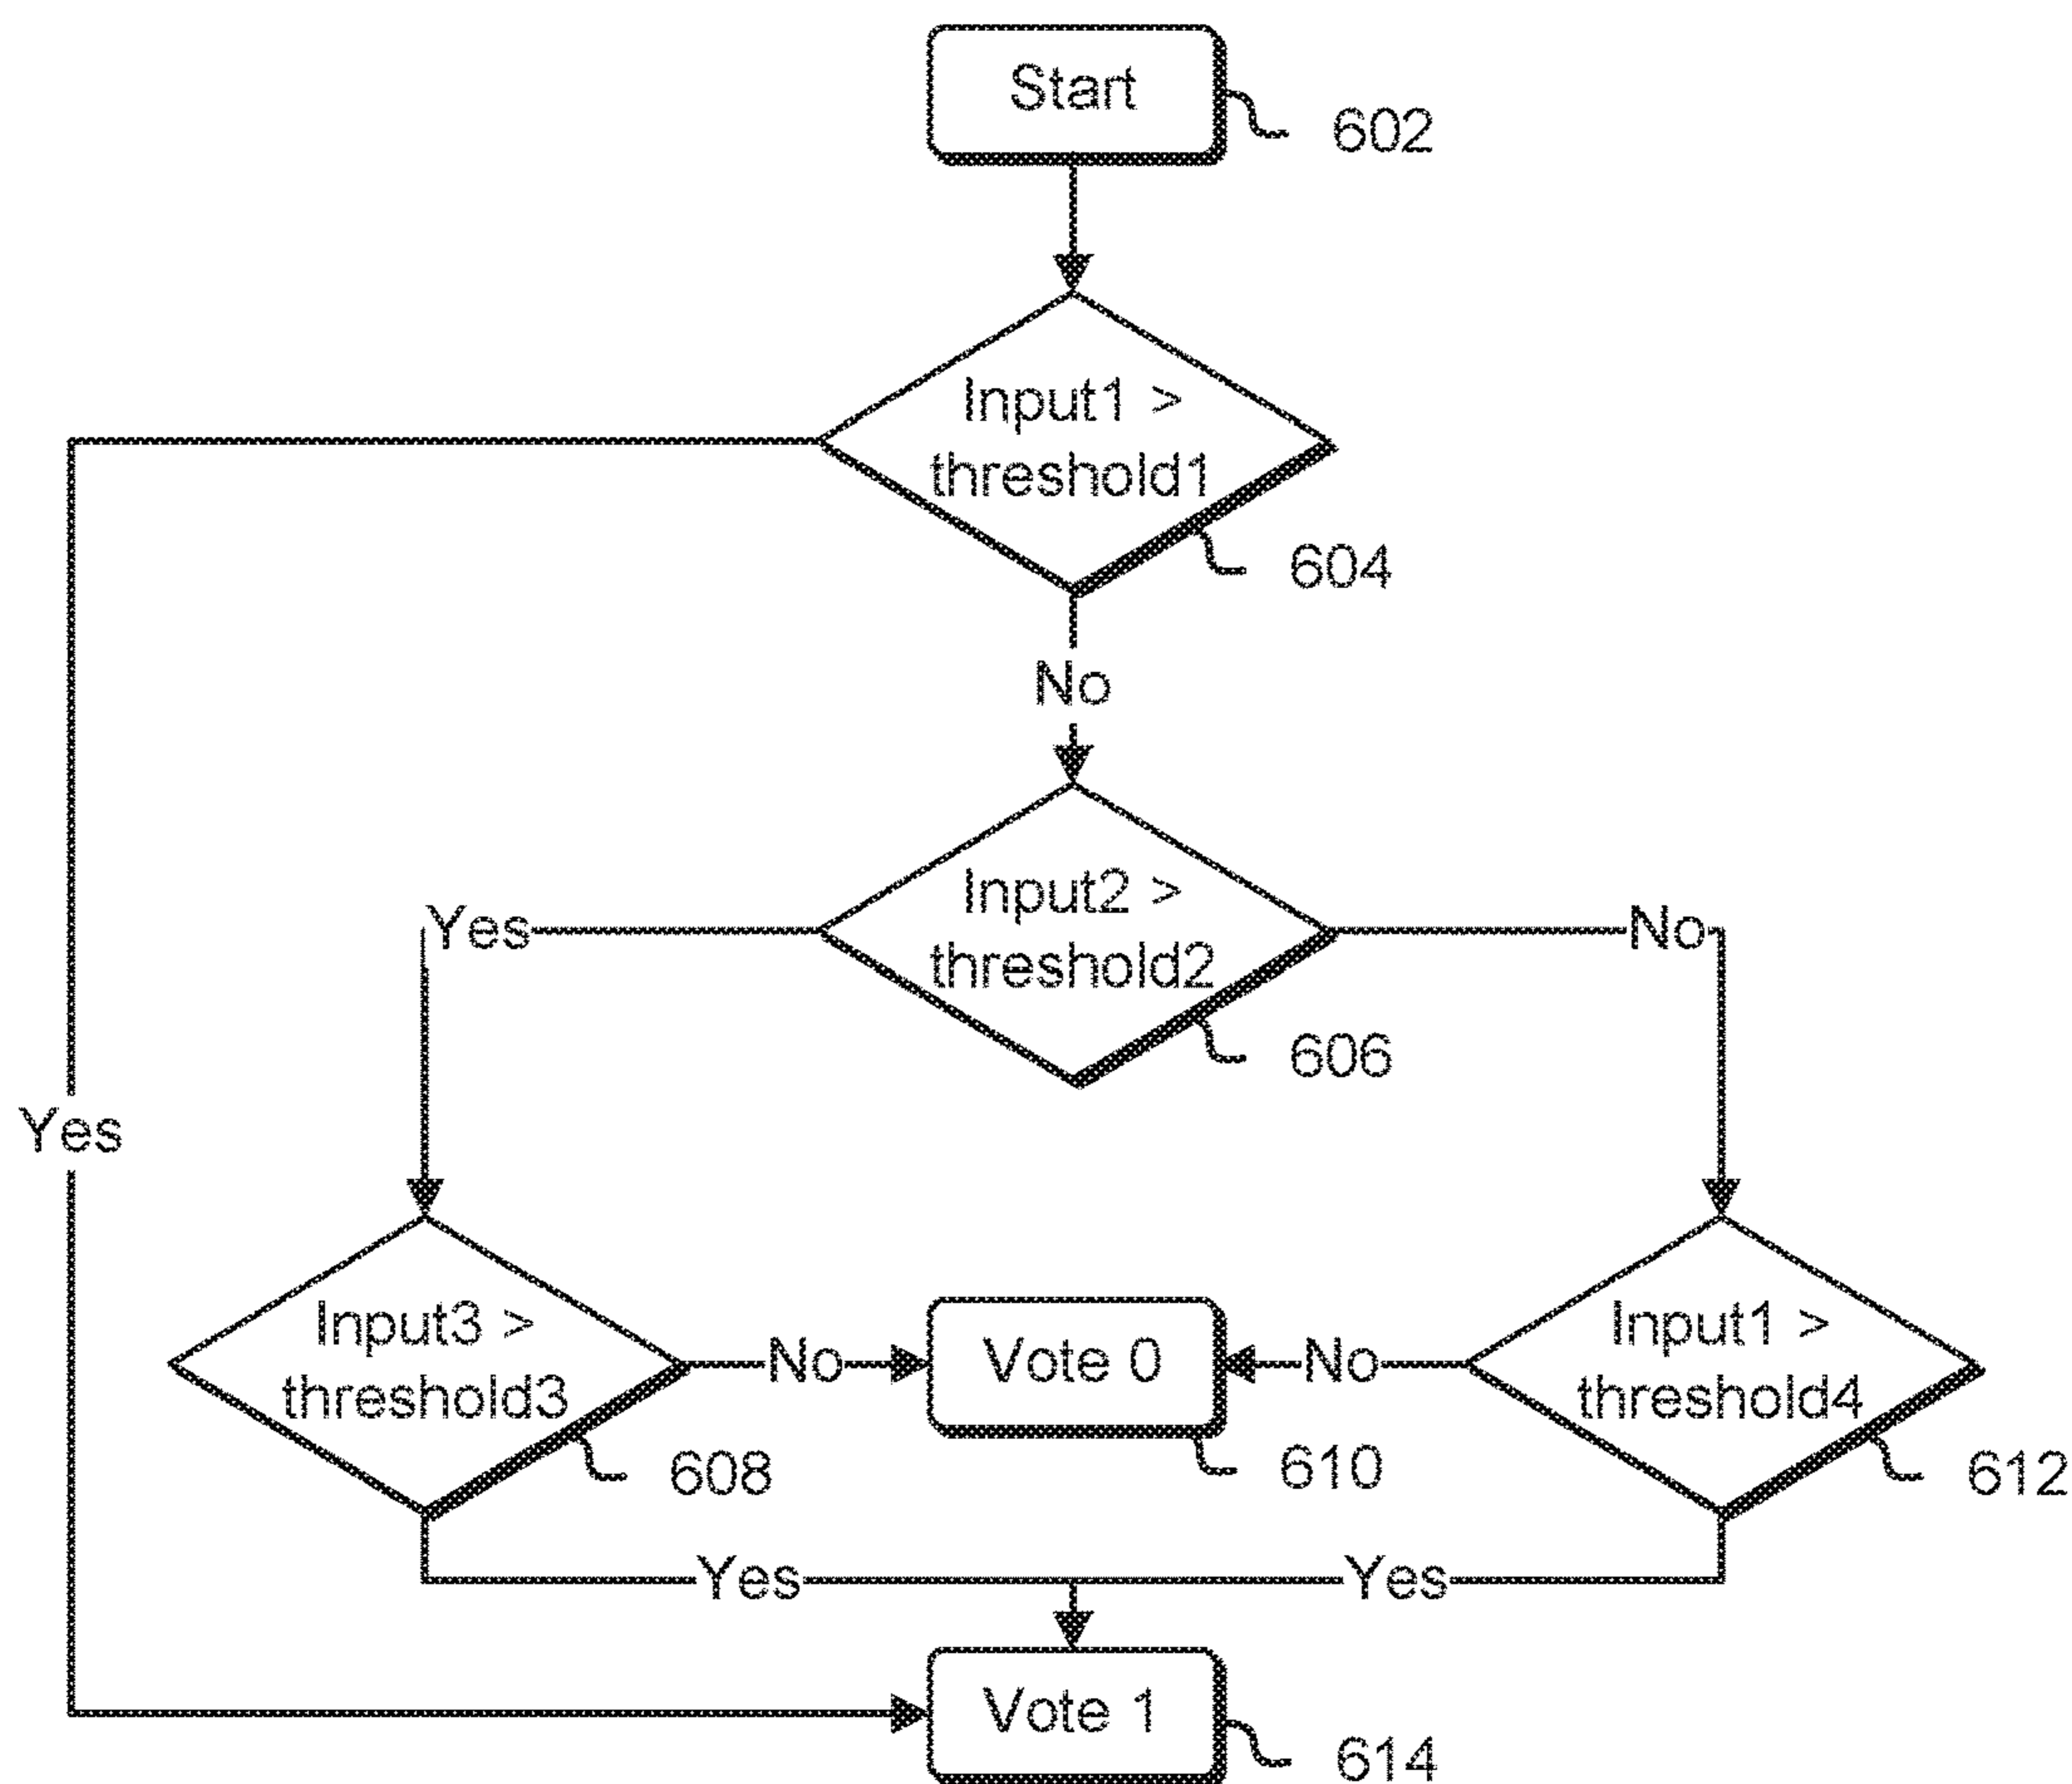 Start
602
Input1 >
threshold1
604
No
Input2 >
threshold2
606
Yes
No
Yes
Input3 >
threshold3
608
No
Vote 0
610
No
Input1 >
threshold4
612
Yes
Yes
Vote 1
614